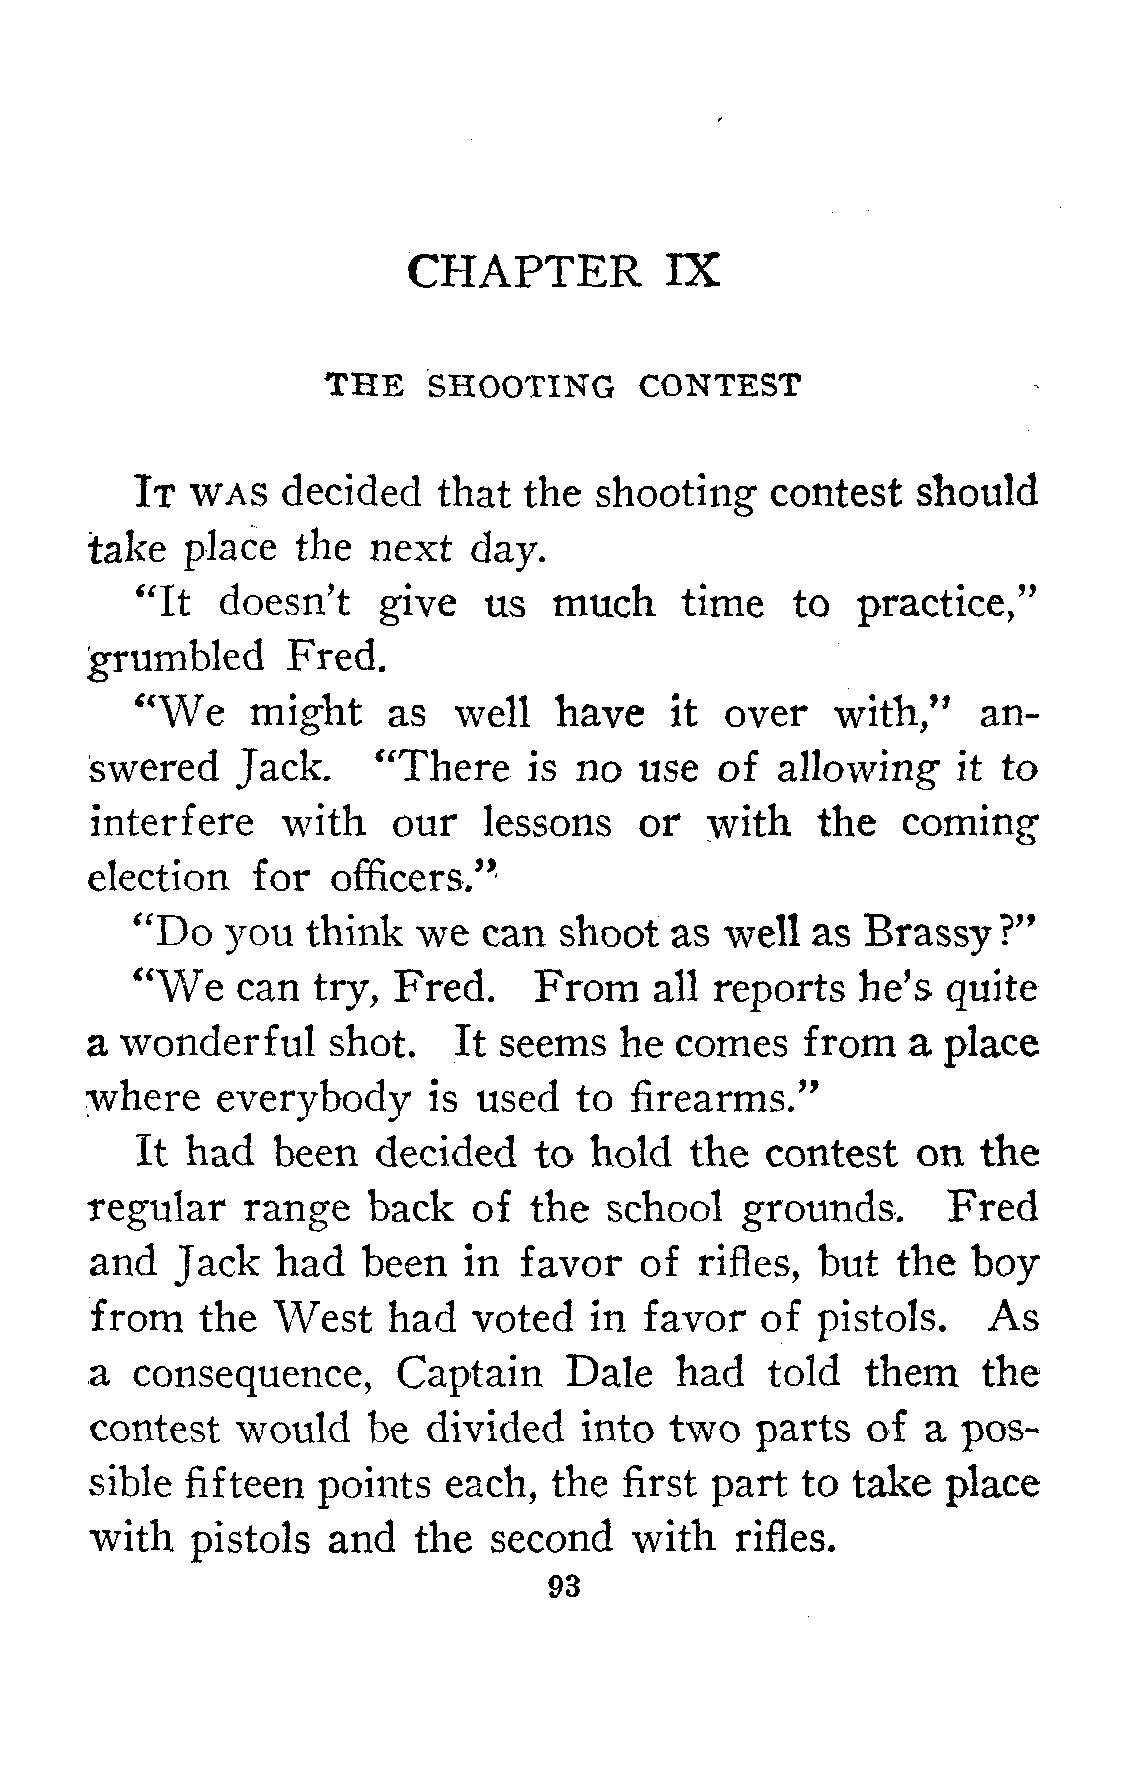 CHAPTER IX
THE SHOOTING CONTEST
IT WAS decided that the shooting contest should
take place the next day.
"It doesn't give us much time to practice,"
grumbled Fred.
"We might as well have it over with," an-
swered Jack. "There is no use of allowing it to
interfere with our lessons or with the coming
election for officers."
"Do you think we can shoot as well as Brassy?"
"We can try, Fred. From all reports he's quite
a wonderful shot. It seems he comes from a place
where everybody is used to firearms."
It had been decided to hold the contest on the
regular range back of the school grounds. Fred
and Jack had been in favor of rifles, but the boy
from the West had voted in favor of pistols. As
a consequence, Captain Dale had told them the
contest would be divided into two parts of a pos-
sible fifteen points each, the first part to take place
with pistols and the second with rifles.
93